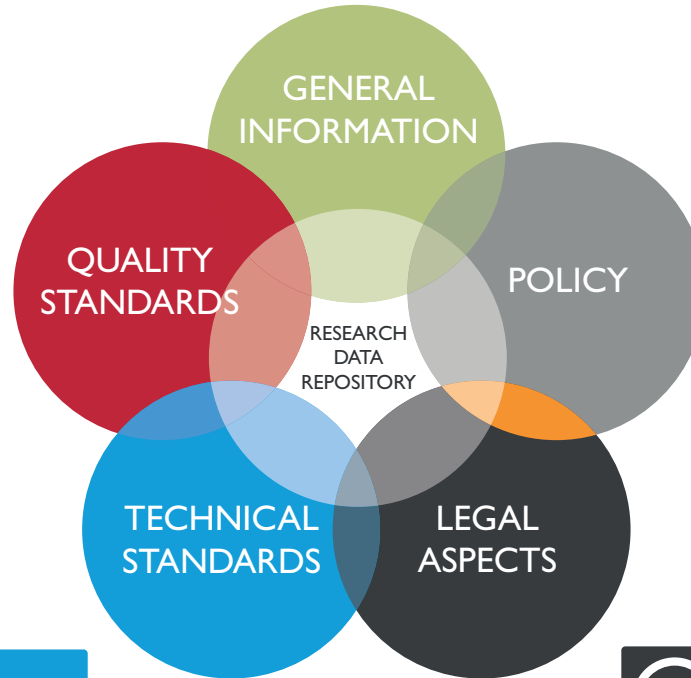 GENERAL
INFORMATION
QUALITY
STANDARDS
POLICY
RESEARCH
DATA
REPOSITORY
TECHNICAL
STANDARDS
LEGAL
ASPECTS